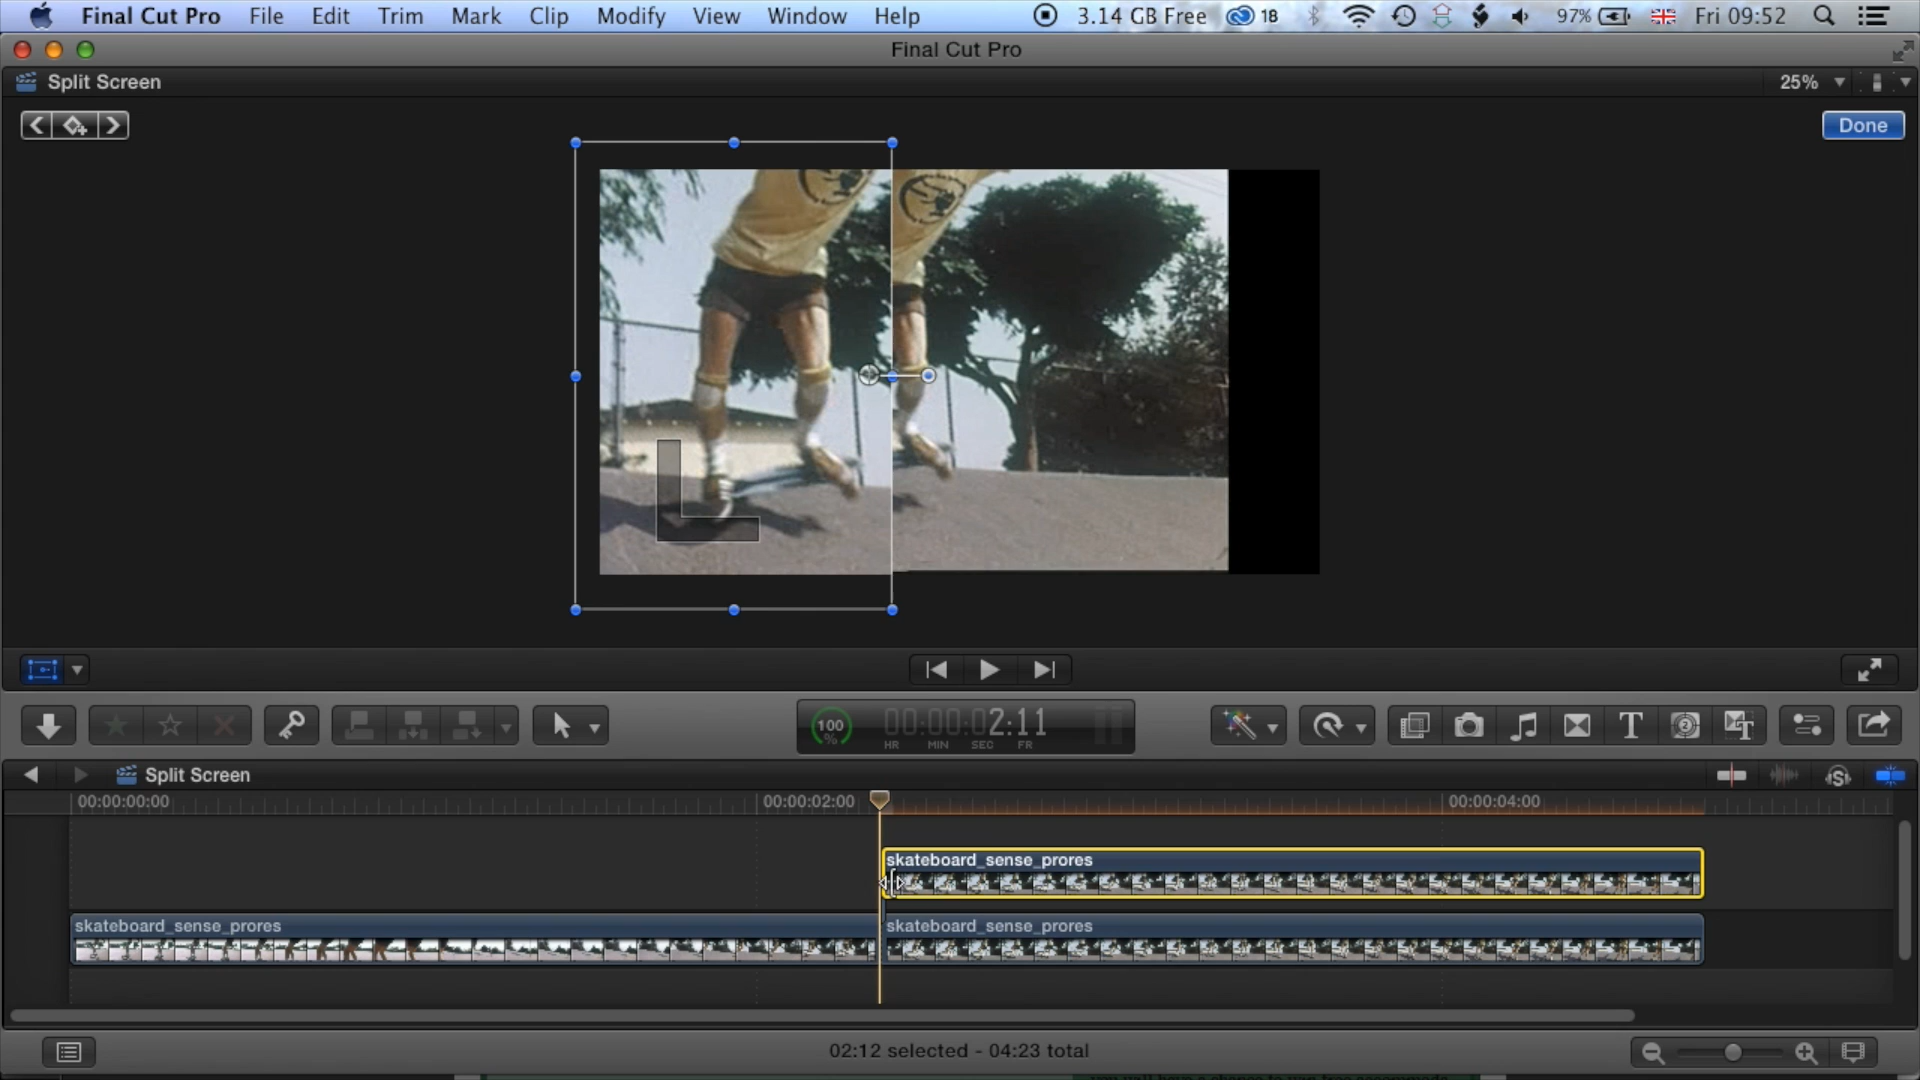 Final Cut Pro File Edit Trim Mark Clip Modify View Window Help 3.14 GB Free 18 97% Fri 09:52
Final Cut Pro
Split Screen 25%
Done
100 % 00:00:02:11
HR MIN SEC FR
Split Screen
00:00:00:00 00:00:02:00 00:00:04:00
skateboard_sense_prores
skateboard_sense_prores skateboard_sense_prores
02:12 selected - 04:23 total